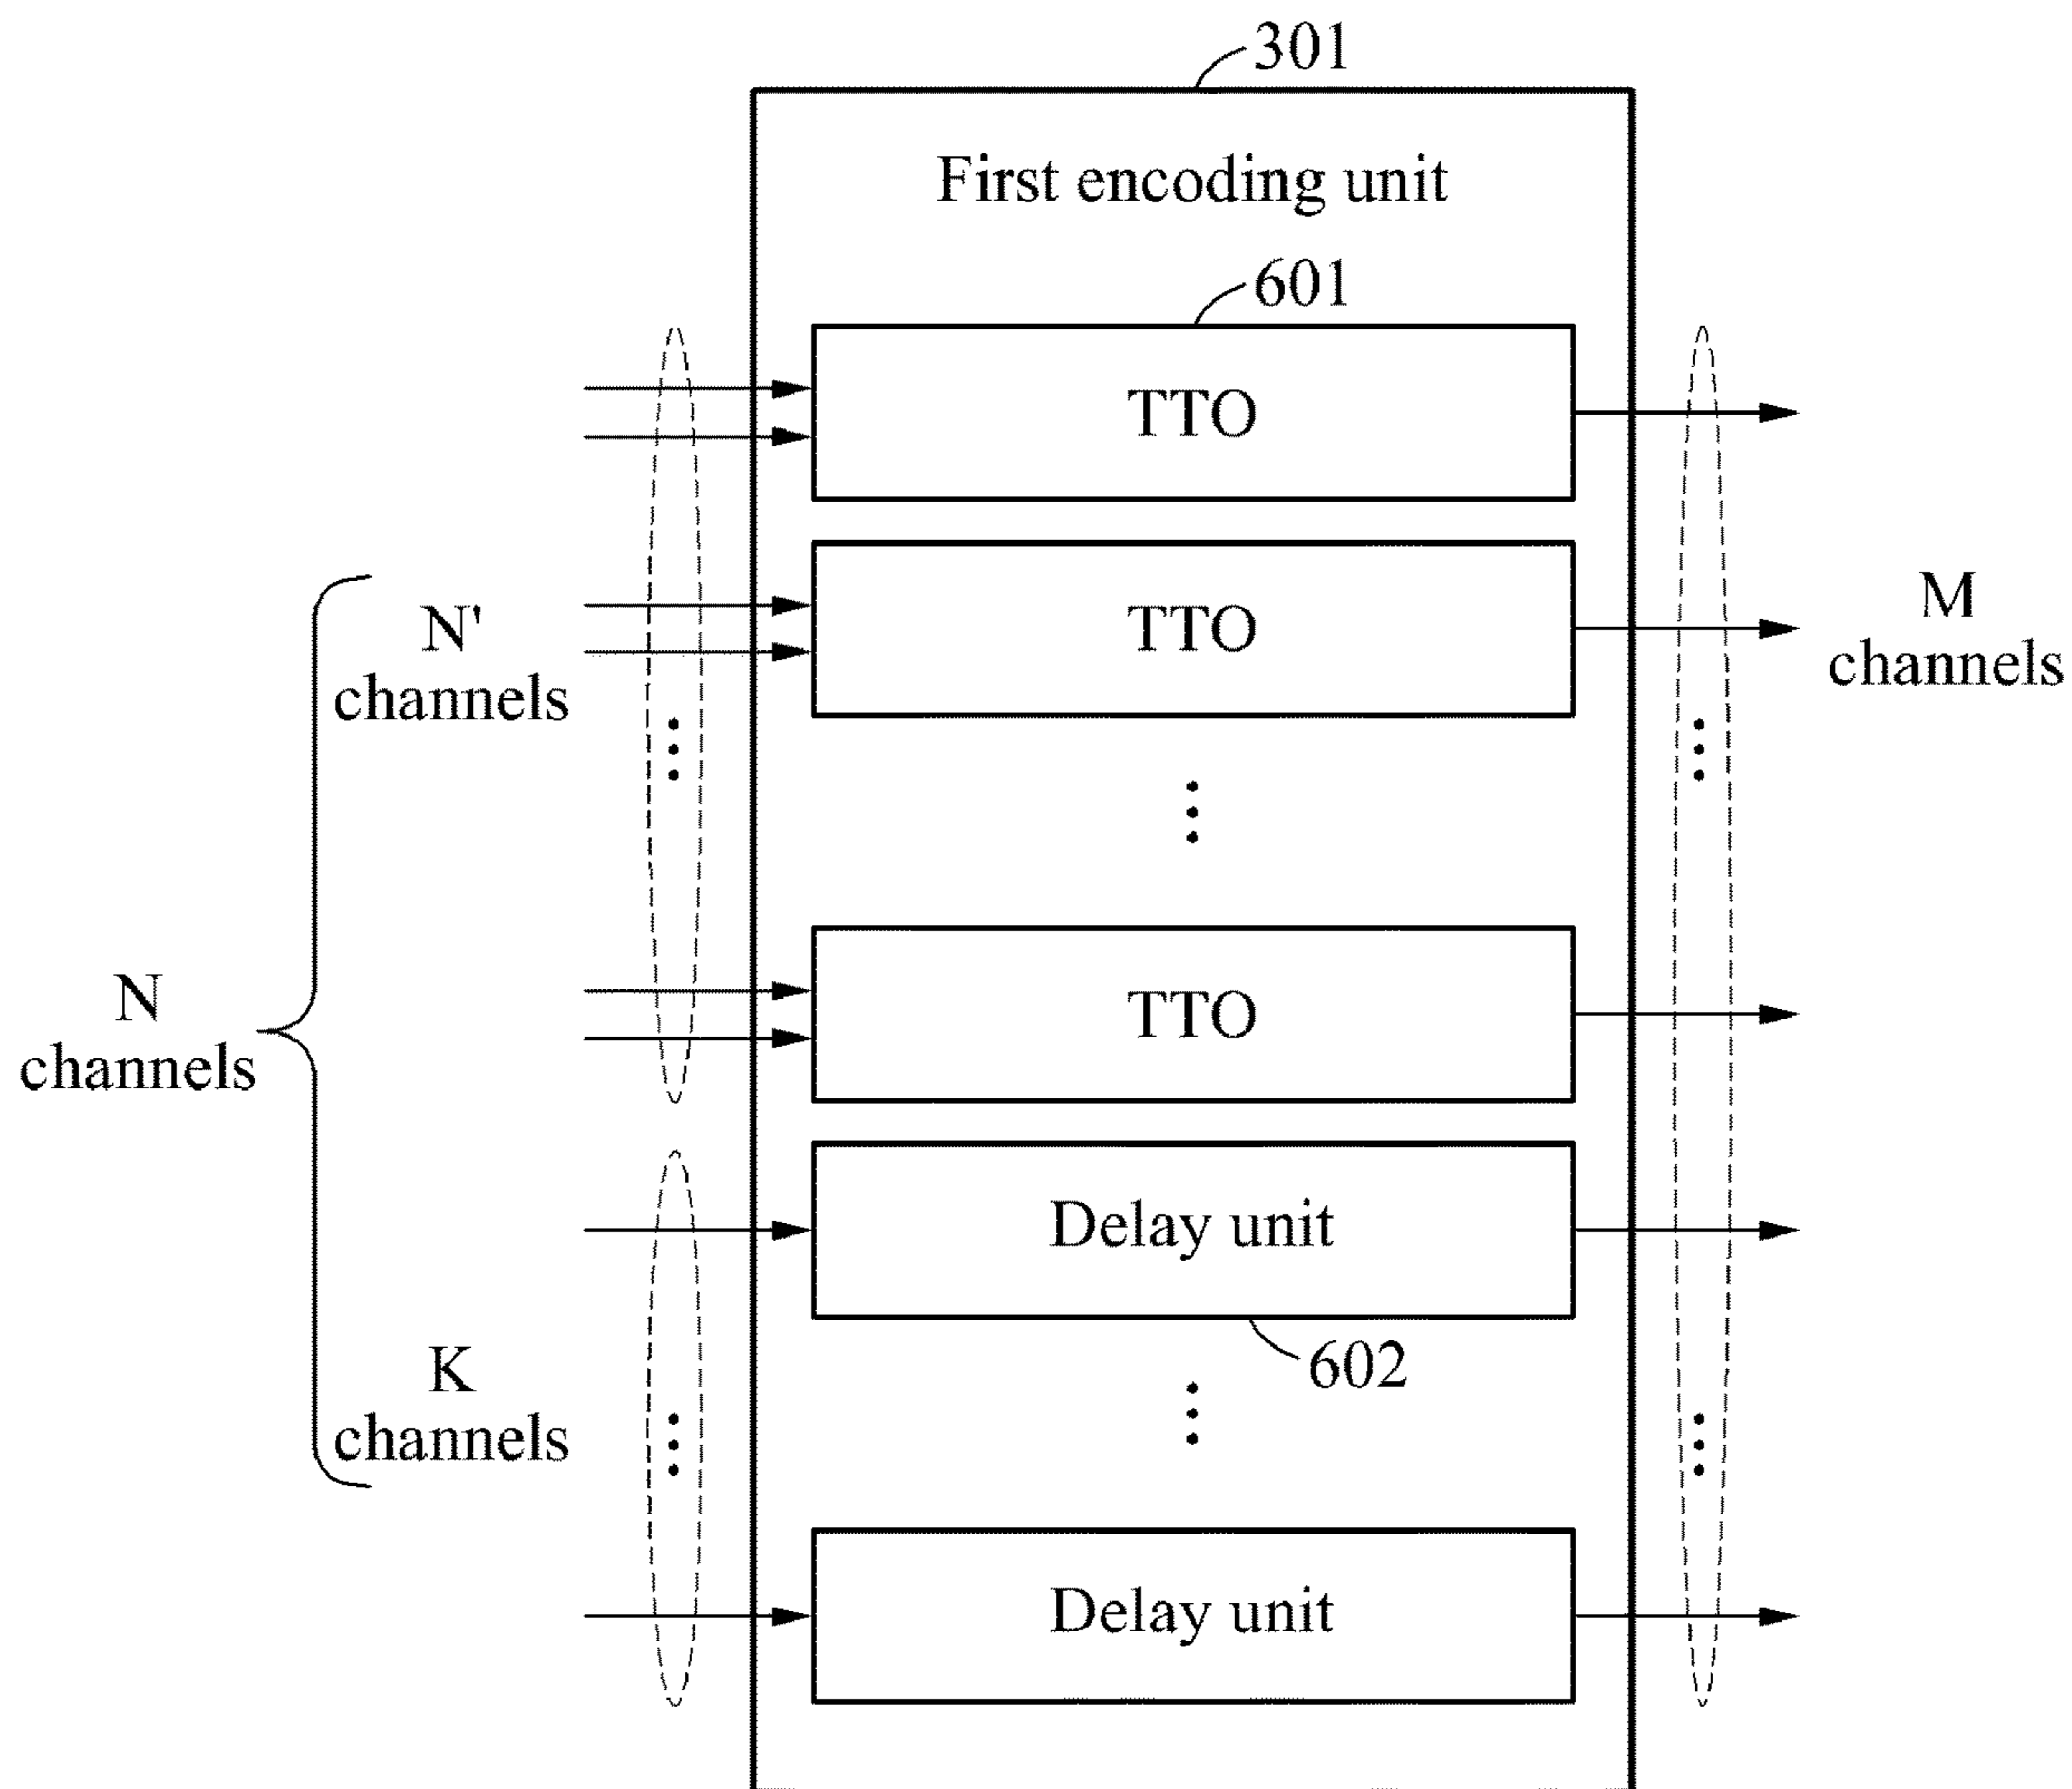 301
First encoding unit
601
TTO
TTO
N'
channels
M
channels
N
channels
TTO
Delay unit
602
K
channels
Delay unit